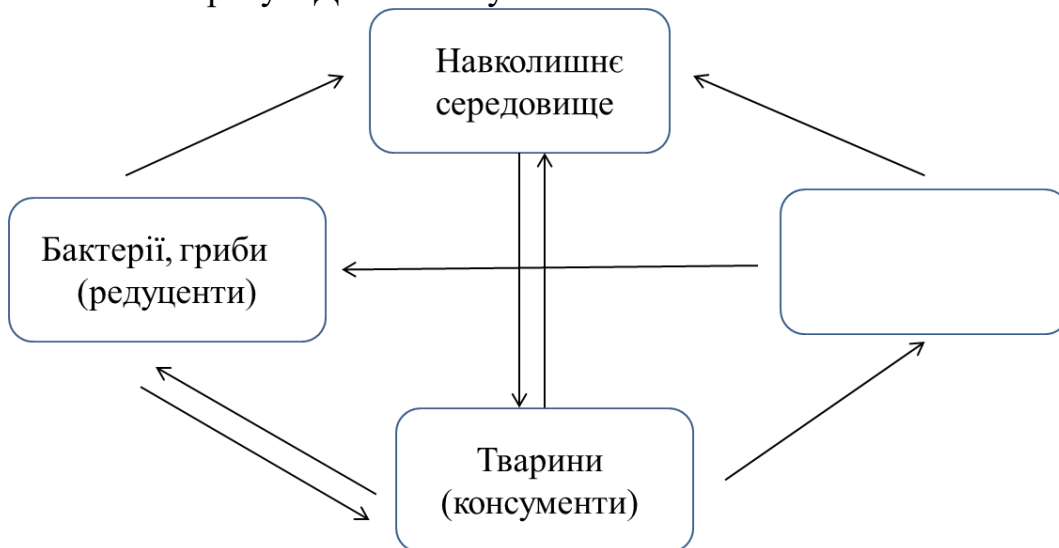 Навколишнє
середовище
Бактерії, гриби
(редуценти)
Тварини
(консументи)